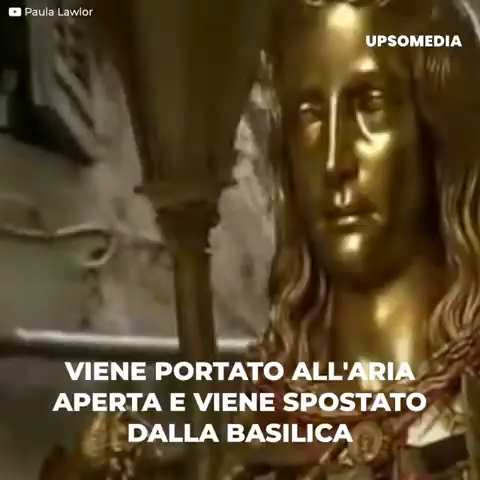 Paula Lawlor
UPSOMEDIA
VIENE PORTATO ALL'ARIA
APERTA E VIENE SPOSTATO
DALLA BASILICA